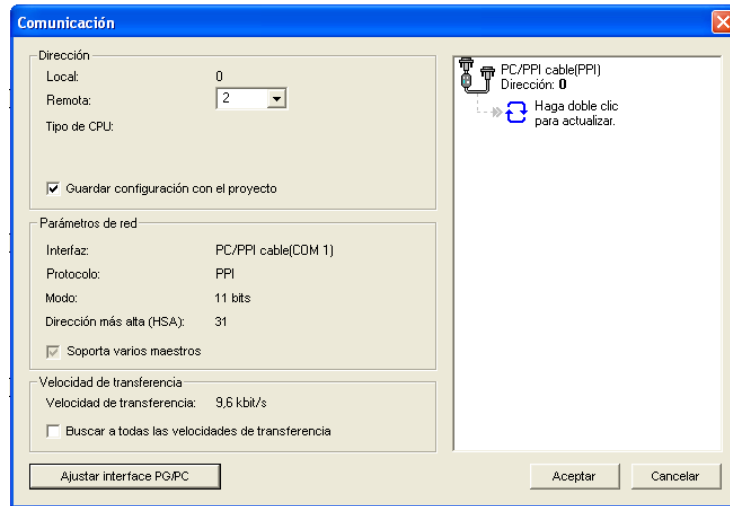 Comunicación
Dirección
Local: 0
Remota: 2
Tipo de CPU:
Guardar configuración con el proyecto
Parámetros de red
Interfaz: PC/PPI cable(COM 1)
Protocolo: PPI
Modo: 11 bits
Dirección más alta (HSA): 31
Soporta varios maestros
Velocidad de transferencia
Velocidad de transferencia: 9,6 kbit/s
Buscar a todas las velocidades de transferencia
Ajustar interface PG/PC
PC/PPI cable(PPI)
Dirección: 0
Haga doble clic
para actualizar.
Aceptar
Cancelar